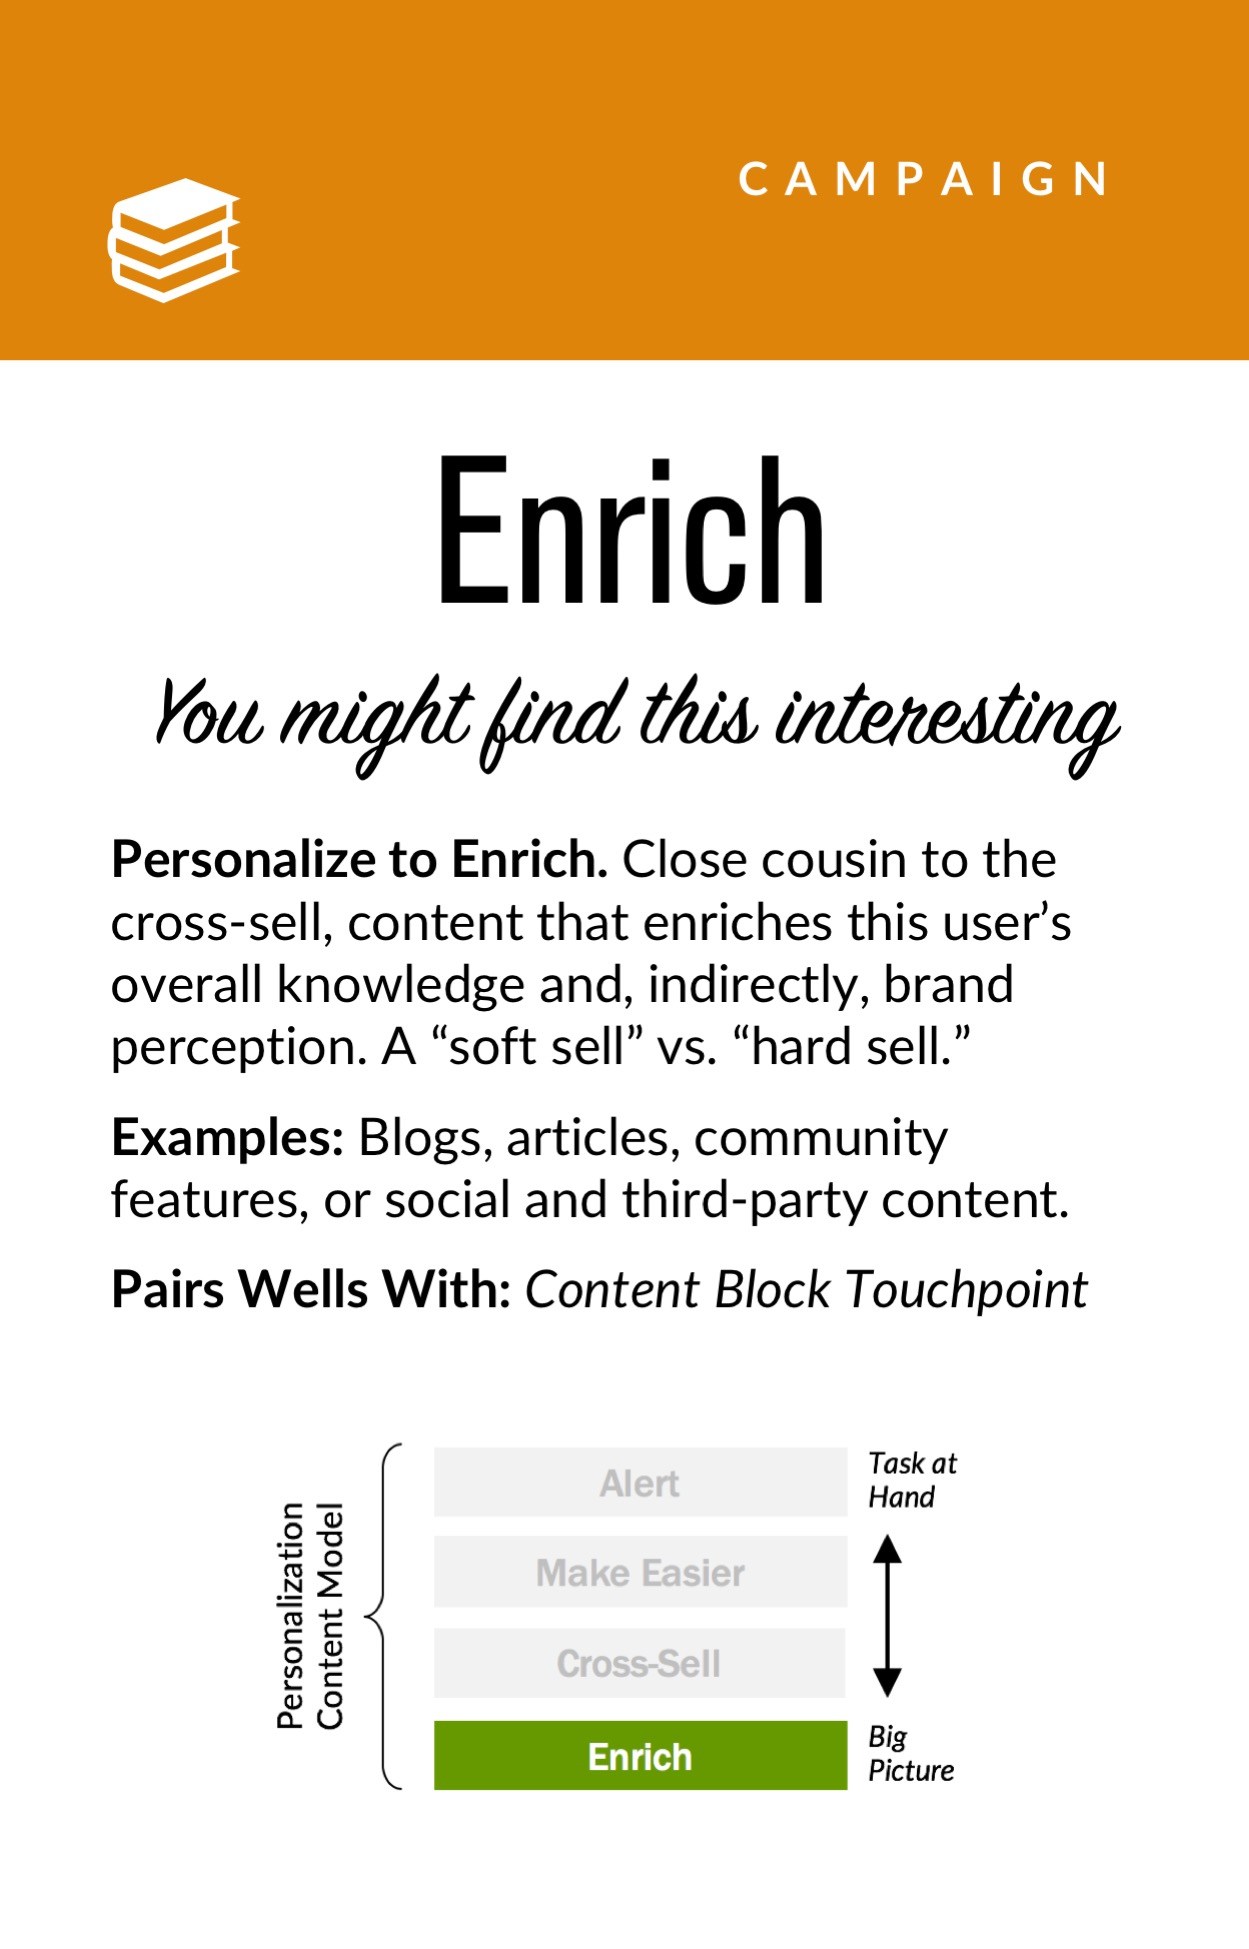 CAMPAIGN
Enrich
You might find this interesting
Personalize to Enrich. Close cousin to the
cross-sell, content that enriches this user’s
overall knowledge and, indirectly, brand
perception. A “soft sell” vs. “hard sell.”
Examples: Blogs, articles, community
features, or social and third-party content.
Pairs Wells With: Content Block Touchpoint
Personalization
Content Model
Alert
Make Easier
Cross-Sell
Enrich
Task at
Hand
Big
Picture